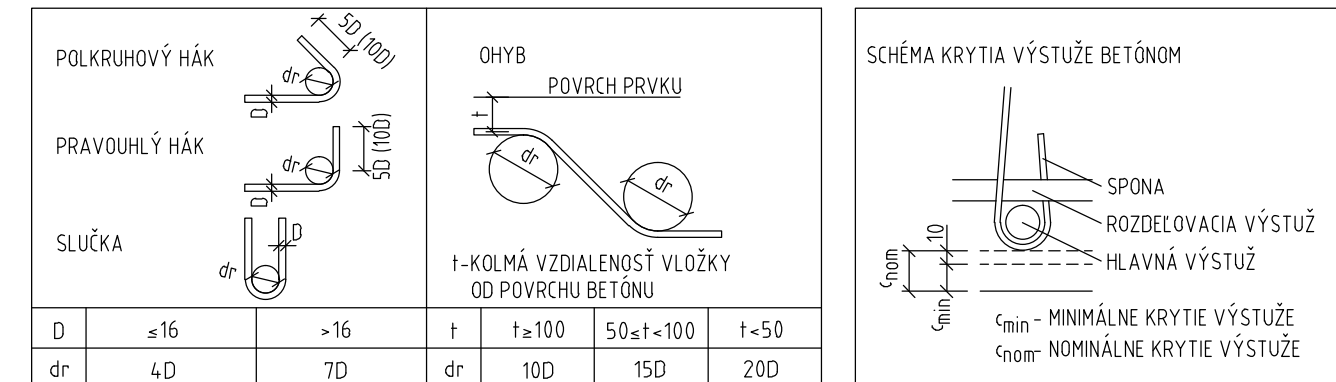 POLKRUHOVÝ HÁK
5D (10D)
dr
D
PRAVOUHLÝ HÁK
5D (10D)
dr
D
SLUČKA
D
dr
OHYB
POVRCH PRVKU
t
dr
dr
t-KOLMÁ VZDIALENOSŤ VLOŽKY
OD POVRCHU BETÓNU
D ≤16 >16 t t≥100 50≤t<100 t<50
dr 4D 7D dr 10D 15D 20D
SCHÉMA KRYTIA VÝSTUŽE BETÓNOM
SPONA
ROZDEĽOVACIA VÝSTUŽ
HLAVNÁ VÝSTUŽ
10
cnom
cmin
cmin - MINIMÁLNE KRYTIE VÝSTUŽE
cnom- NOMINÁLNE KRYTIE VÝSTUŽE